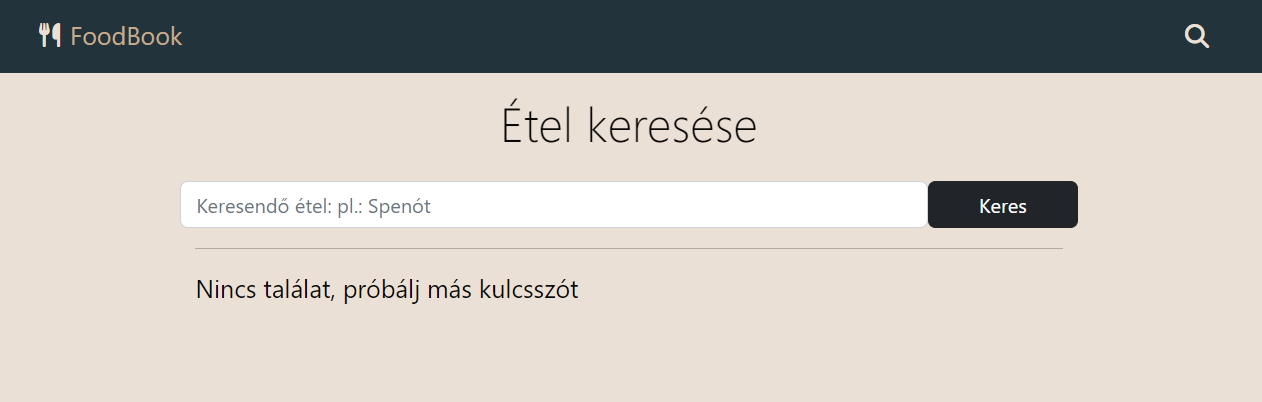 FoodBook
Étel keresése
Keresendő étel: pl.: Spenót
Keres
Nincs találat, próbálj más kulcsszót